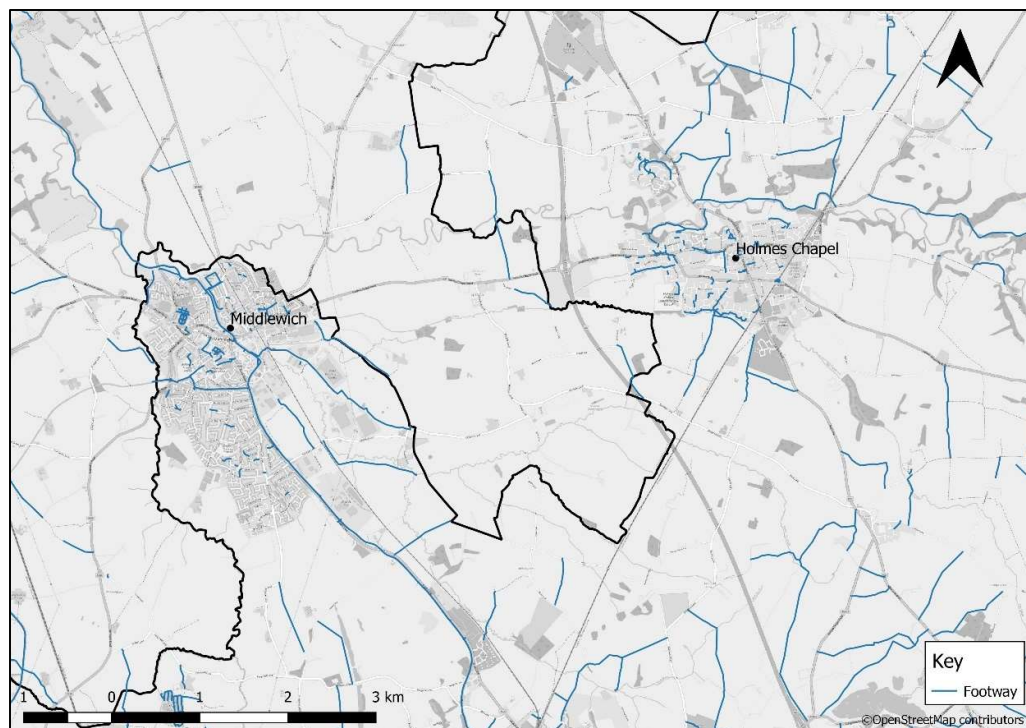 Holmes Chapel
Middlewich
Key
Footway
1 0 1 2 3 km
©OpenStreetMap contributors